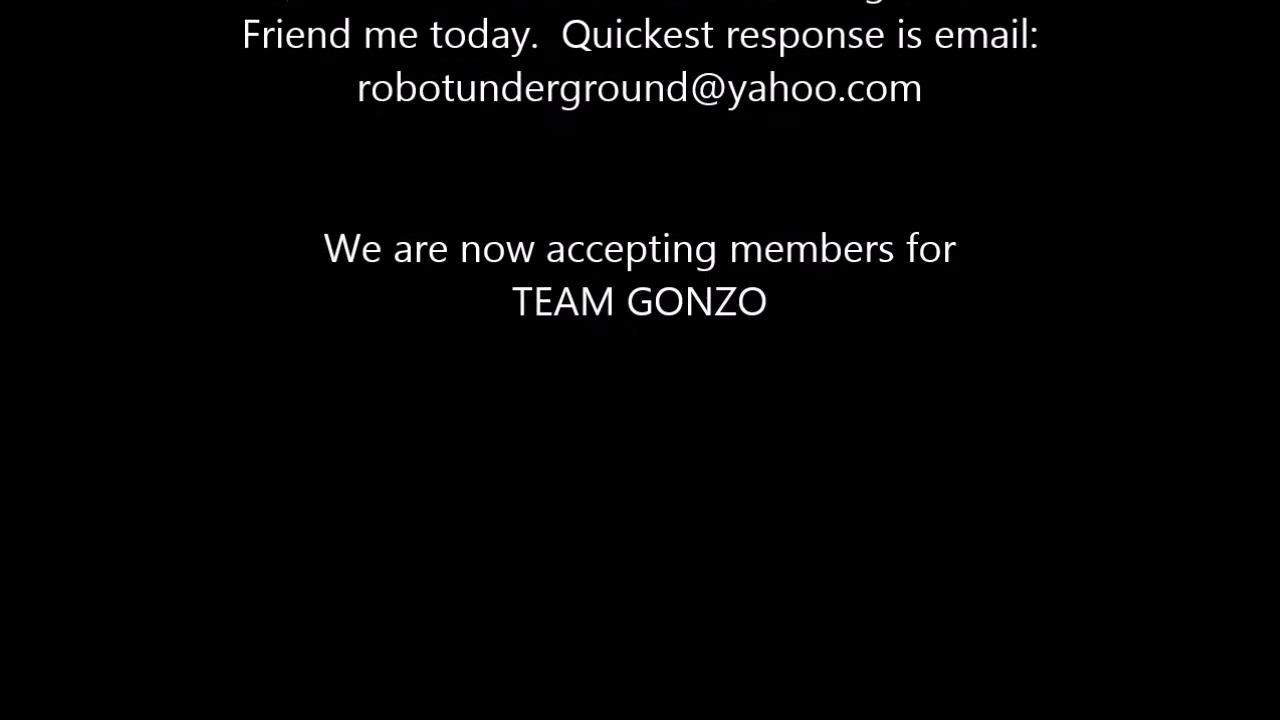 Friend me today.  Quickest response is email:
robotunderground@yahoo.com
We are now accepting members for
TEAM GONZO